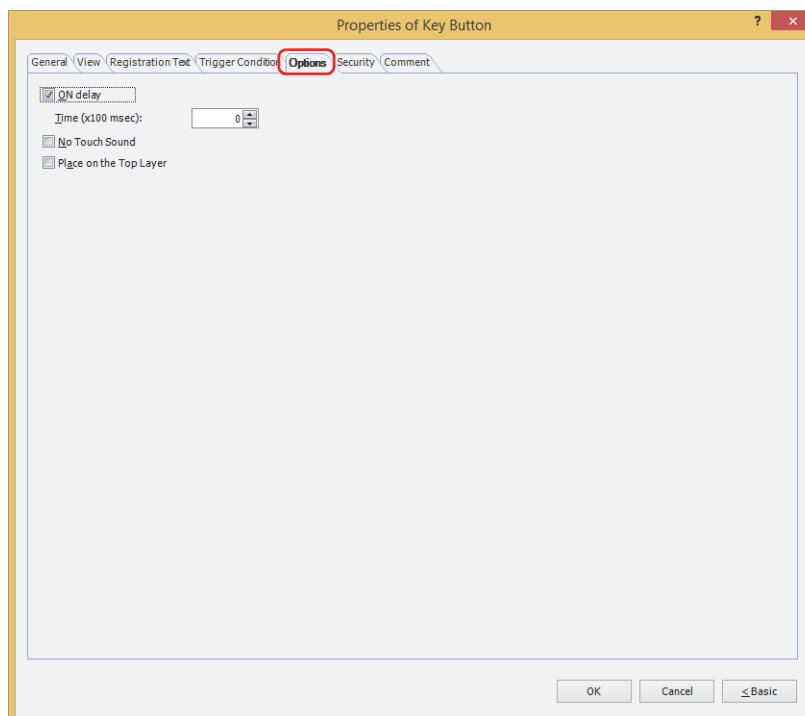 Properties of Key Button ? ×
General View Registration Text Trigger Condition Options Security Comment
ON delay
Time (x100 msec): 0
No Touch Sound
Place on the Top Layer
OK Cancel < Basic